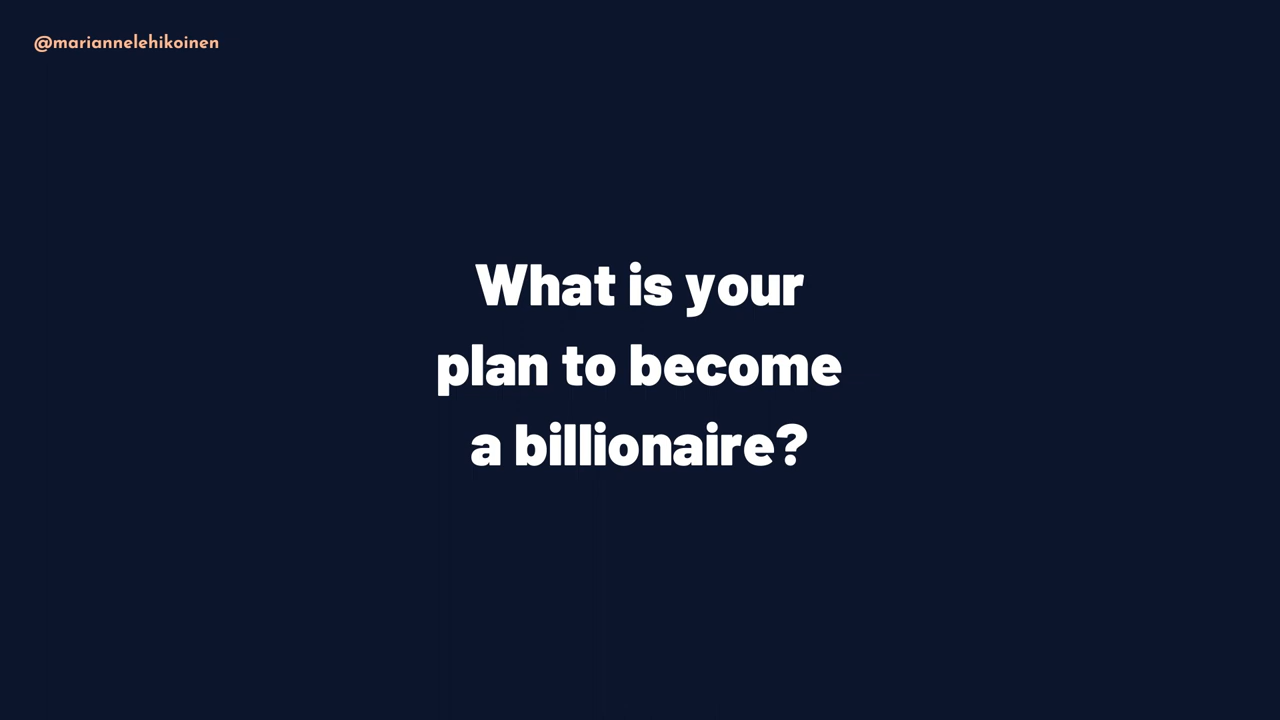 @mariannelehikoinen
What is your
plan to become
a billionaire?